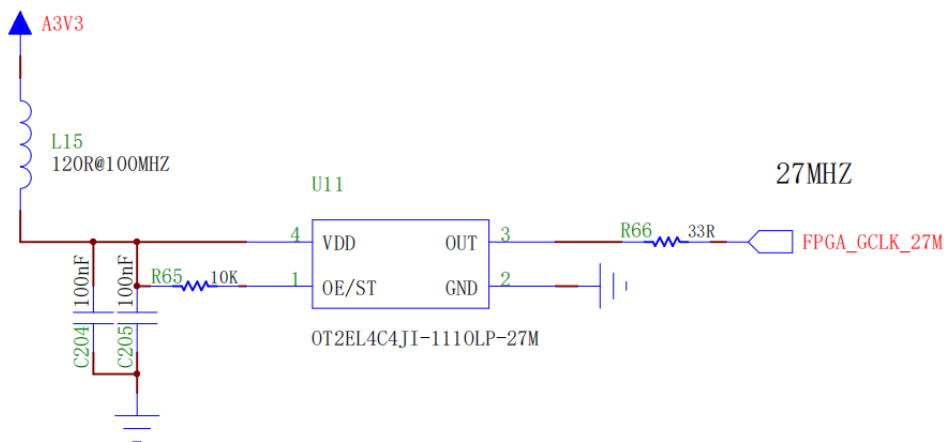 A3V3
L15
120R@100MHZ
U11
27MHZ
4 VDD OUT 3
R66 33R
FPGA_GCLK_27M
100nF
100nF
R65 10K
1 OE/ST GND 2
C204
C205
OT2EL4C4JI-111OLP-27M